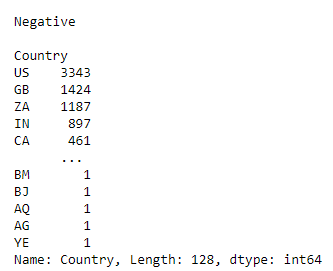 Negative
Country
US 3343
GB 1424
ZA 1187
IN 897
CA 461
...
BM 1
BJ 1
AQ 1
AG 1
YE 1
Name: Country, Length: 128, dtype: int64